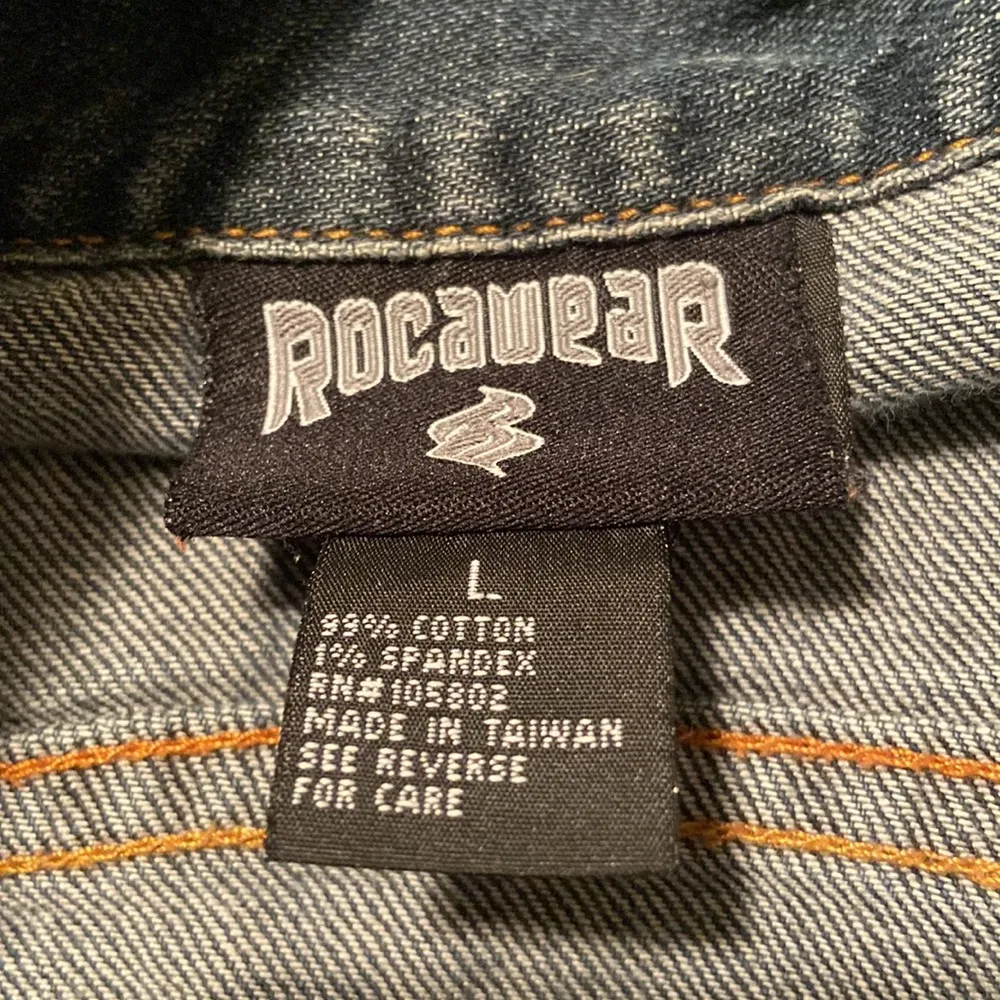 ROCAWEAR
L
99% COTTON
1% SPANDEX
RN# 105802
MADE IN TAIWAN
SEE REVERSE
FOR CARE